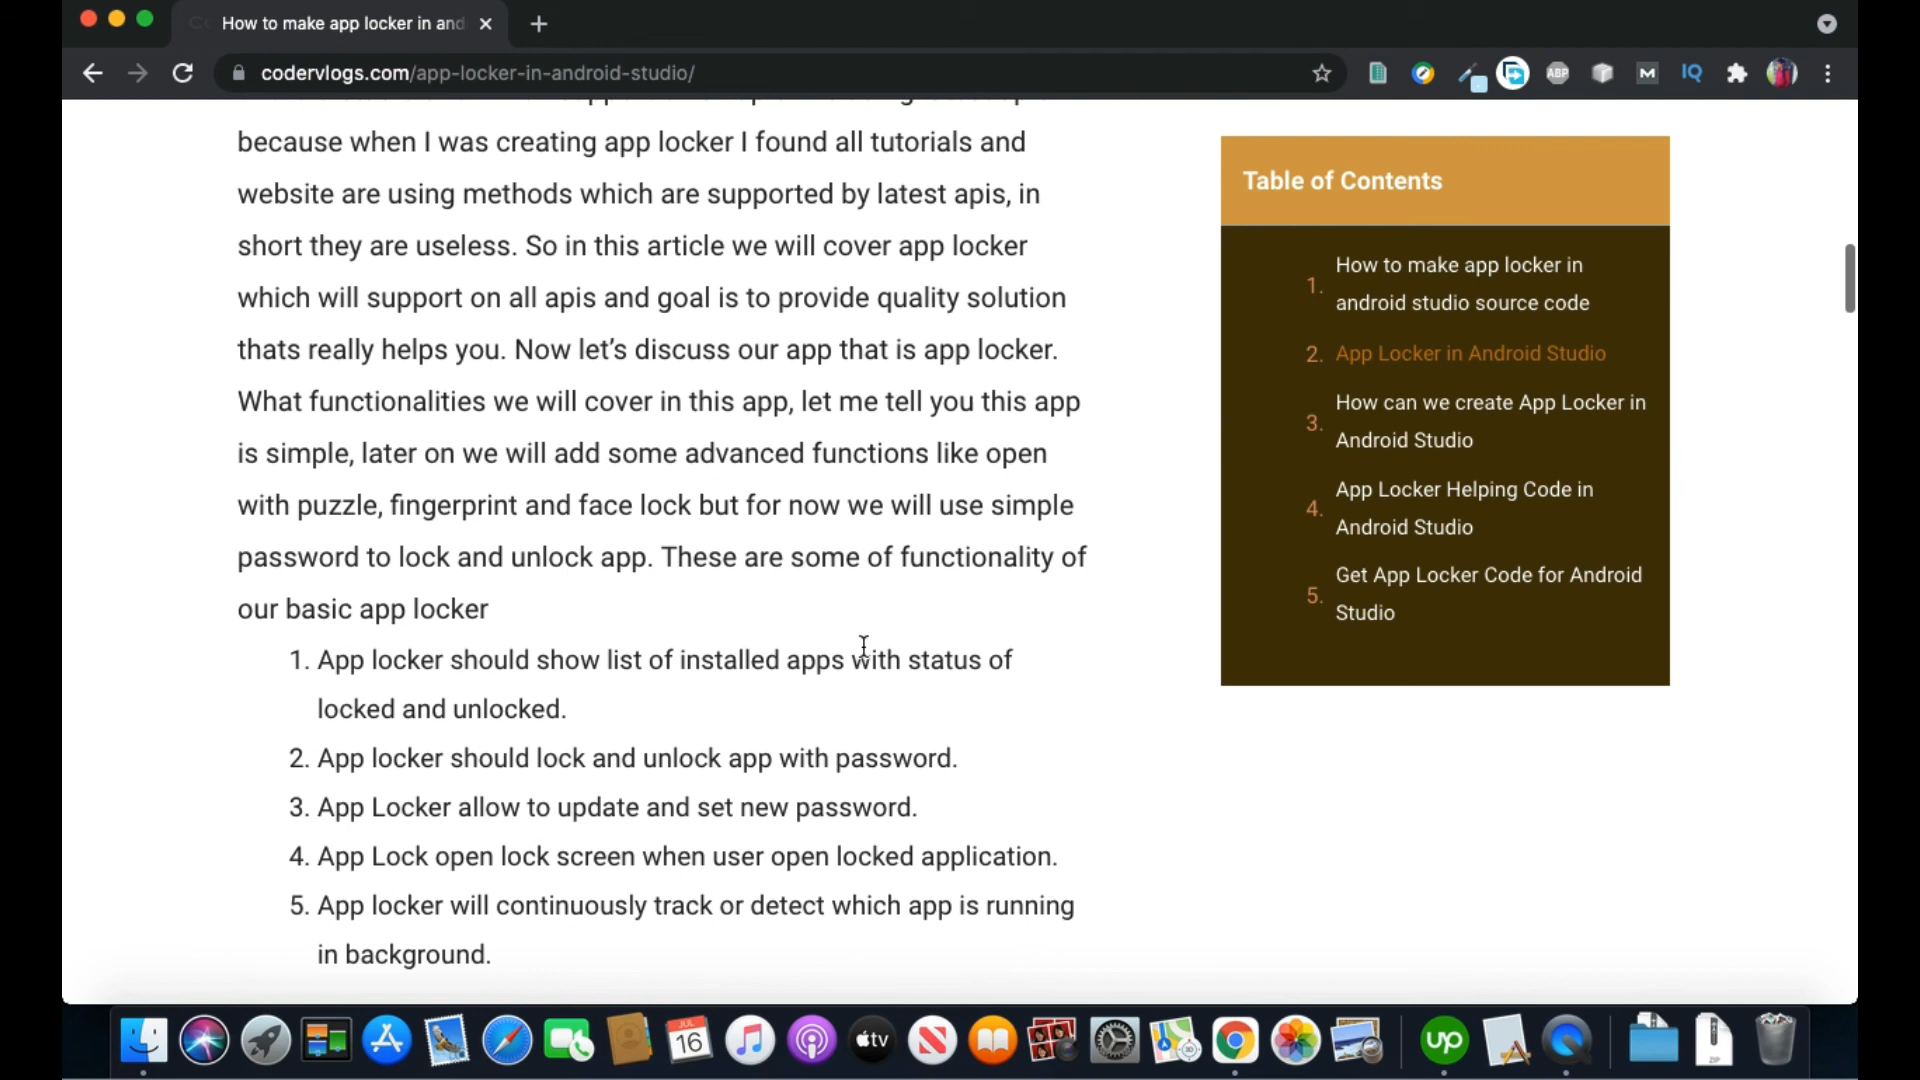 How to make app locker in and
codervlogs.com/app-locker-in-android-studio/
ABP
M
IQ
because when I was creating app locker I found all tutorials and
website are using methods which are supported by latest apis, in
short they are useless. So in this article we will cover app locker
which will support on all apis and goal is to provide quality solution
thats really helps you. Now let’s discuss our app that is app locker.
What functionalities we will cover in this app, let me tell you this app
is simple, later on we will add some advanced functions like open
with puzzle, fingerprint and face lock but for now we will use simple
password to lock and unlock app. These are some of functionality of
our basic app locker
1. App locker should show list of installed apps with status of
locked and unlocked.
2. App locker should lock and unlock app with password.
3. App Locker allow to update and set new password.
4. App Lock open lock screen when user open locked application.
5. App locker will continuously track or detect which app is running
in background.
Table of Contents
1. How to make app locker in
android studio source code
2. App Locker in Android Studio
3. How can we create App Locker in
Android Studio
4. App Locker Helping Code in
Android Studio
5. Get App Locker Code for Android
Studio
JUL
16
tv
up
ZIP